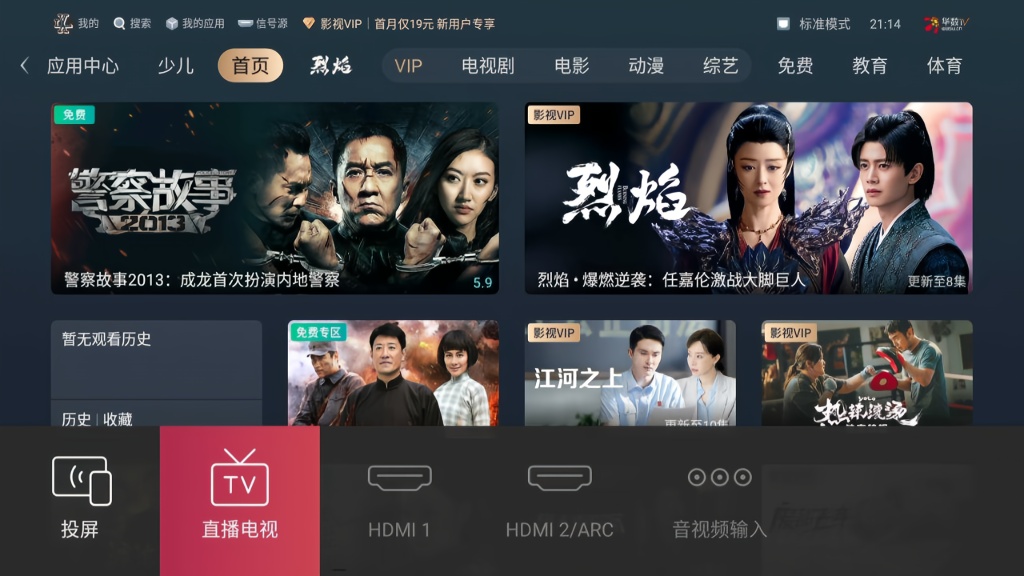 我的 搜索 我的应用 信号源 影视VIP | 首月仅19元 新用户专享 标准模式 21:14 华数TV
应用中心 少儿 首页 烈焰 VIP 电视剧 电影 动漫 综艺 免费 教育 体育
免费
警察故事
2013
警察故事2013：成龙首次扮演内地警察
5.9
影视VIP
烈焰
烈焰·爆燃逆袭：任嘉伦激战大脚巨人
更新至8集
暂无观看历史
历史 | 收藏
免费专区
影视VIP
江河之上
更新至10集
影视VIP
YOLO
热辣滚烫
投屏
TV
直播电视
HDMI 1
HDMI 2/ARC
音视频输入